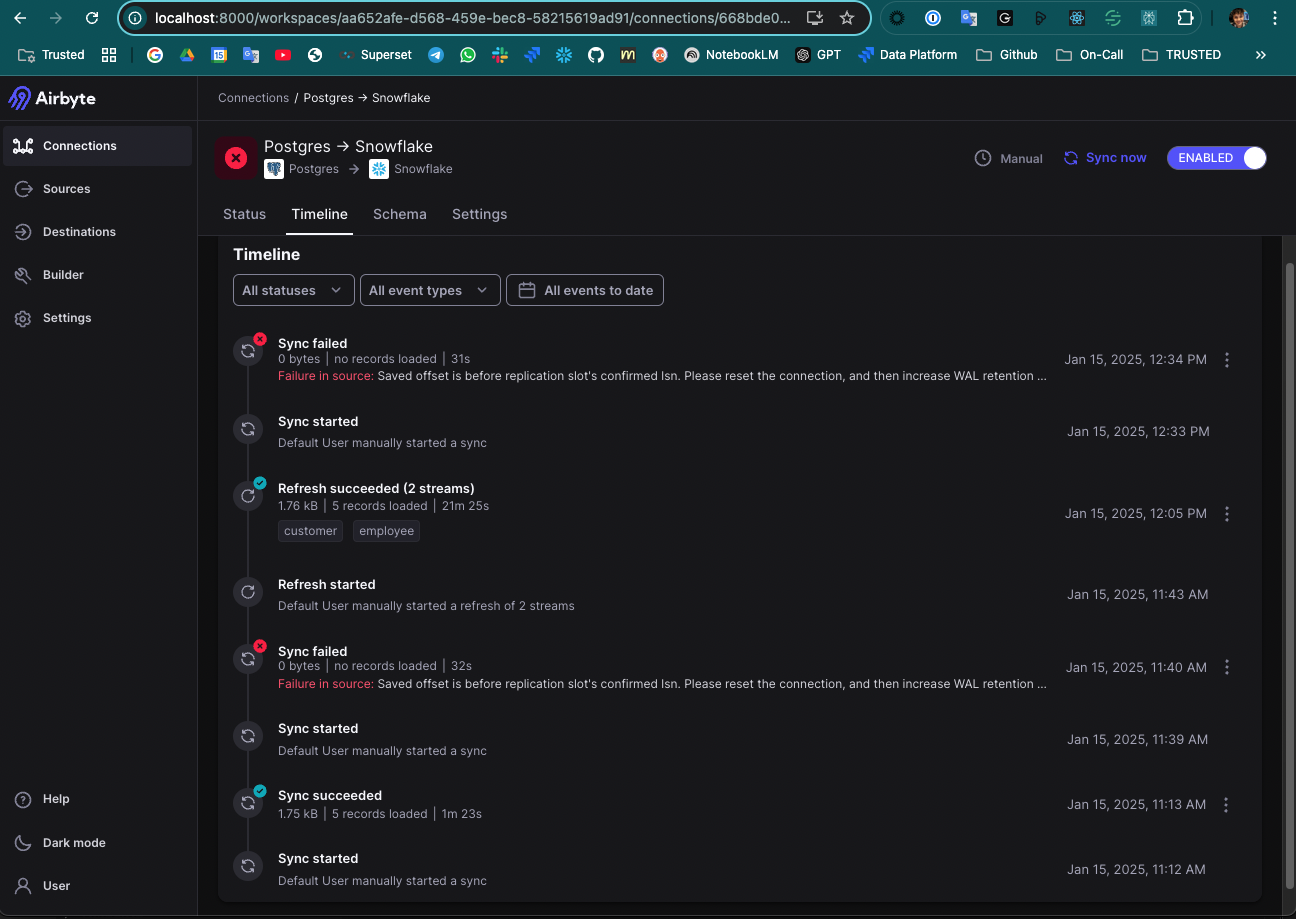 localhost:8000/workspaces/aa652afe-d568-459e-bec8-58215619ad91/connections/668bde0...
Trusted
15
Superset
NotebookLM
GPT
Data Platform
Github
On-Call
TRUSTED
Airbyte
Connections / Postgres → Snowflake
Connections
Sources
Destinations
Builder
Settings
Postgres → Snowflake
Postgres → Snowflake
Manual
Sync now
ENABLED
Status
Timeline
Schema
Settings
Timeline
All statuses
All event types
All events to date
Sync failed
0 bytes | no records loaded | 31s
Failure in source: Saved offset is before replication slot's confirmed lsn. Please reset the connection, and then increase WAL retention ...
Jan 15, 2025, 12:34 PM
Sync started
Default User manually started a sync
Jan 15, 2025, 12:33 PM
Refresh succeeded (2 streams)
1.76 kB | 5 records loaded | 21m 25s
customer
employee
Jan 15, 2025, 12:05 PM
Refresh started
Default User manually started a refresh of 2 streams
Jan 15, 2025, 11:43 AM
Sync failed
0 bytes | no records loaded | 32s
Failure in source: Saved offset is before replication slot's confirmed lsn. Please reset the connection, and then increase WAL retention ...
Jan 15, 2025, 11:40 AM
Sync started
Default User manually started a sync
Jan 15, 2025, 11:39 AM
Sync succeeded
1.75 kB | 5 records loaded | 1m 23s
Jan 15, 2025, 11:13 AM
Sync started
Default User manually started a sync
Jan 15, 2025, 11:12 AM
Help
Dark mode
User